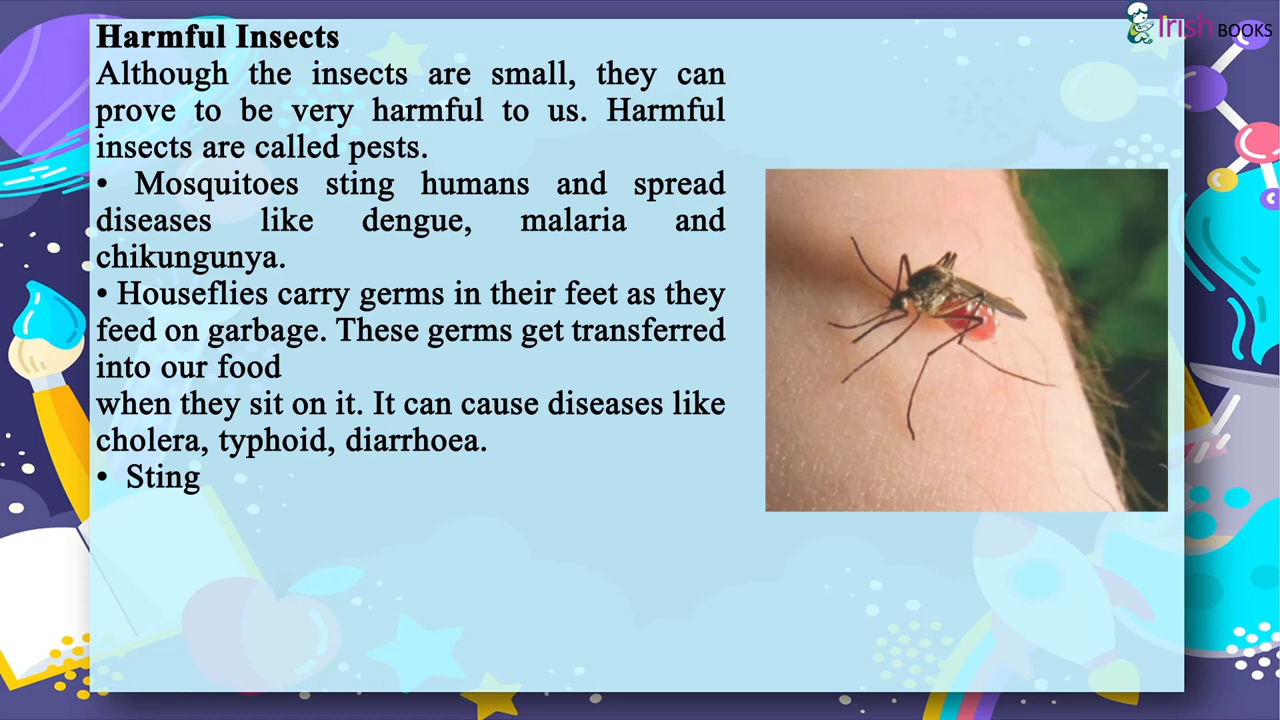 Irish BOOKS
Harmful Insects
Although the insects are small, they can
prove to be very harmful to us. Harmful
insects are called pests.
• Mosquitoes sting humans and spread
diseases like dengue, malaria and
chikungunya.
• Houseflies carry germs in their feet as they
feed on garbage. These germs get transferred
into our food
when they sit on it. It can cause diseases like
cholera, typhoid, diarrhoea.
• Sting